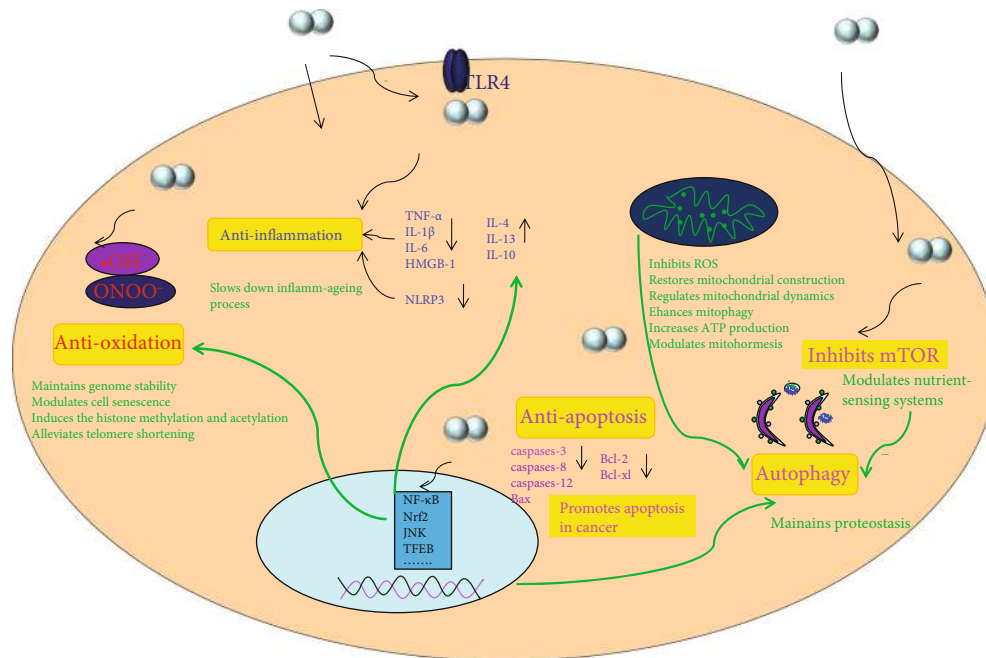 TLR4
Anti-inflammation
TNF-α
IL-1β
IL-6
HMGB-1
NLRP3
IL-4
IL-13
IL-10
Slows down inflamm-ageing
process
•OH
ONOO⁻
Anti-oxidation
Maintains genome stability
Modulates cell senescence
Induces the histone methylation and acetylation
Alleviates telomere shortening
Inhibits ROS
Restores mitochondrial construction
Regulates mitochondrial dynamics
Ehances mitophagy
Increases ATP production
Modulates mitohormesis
Inhibits mTOR
Modulates nutrient-
sensing systems
Anti-apoptosis
caspases-3
caspases-8
caspases-12
Bax
Bcl-2
Bcl-xl
Promotes apoptosis
in cancer
Autophagy
Mainains proteostasis
NF-κB
Nrf2
JNK
TFEB
.......